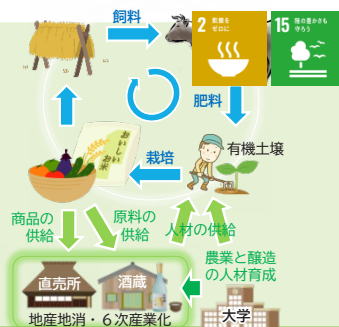 飼料
2 飢餓を
ゼロに
15 陸の豊かさも
守ろう
肥料
おいしい
お米
栽培
有機土壌
商品の
供給
原料の
供給
人材の供給
農業と醸造
の人材育成
直売所
酒蔵
地産地消・６次産業化
大学